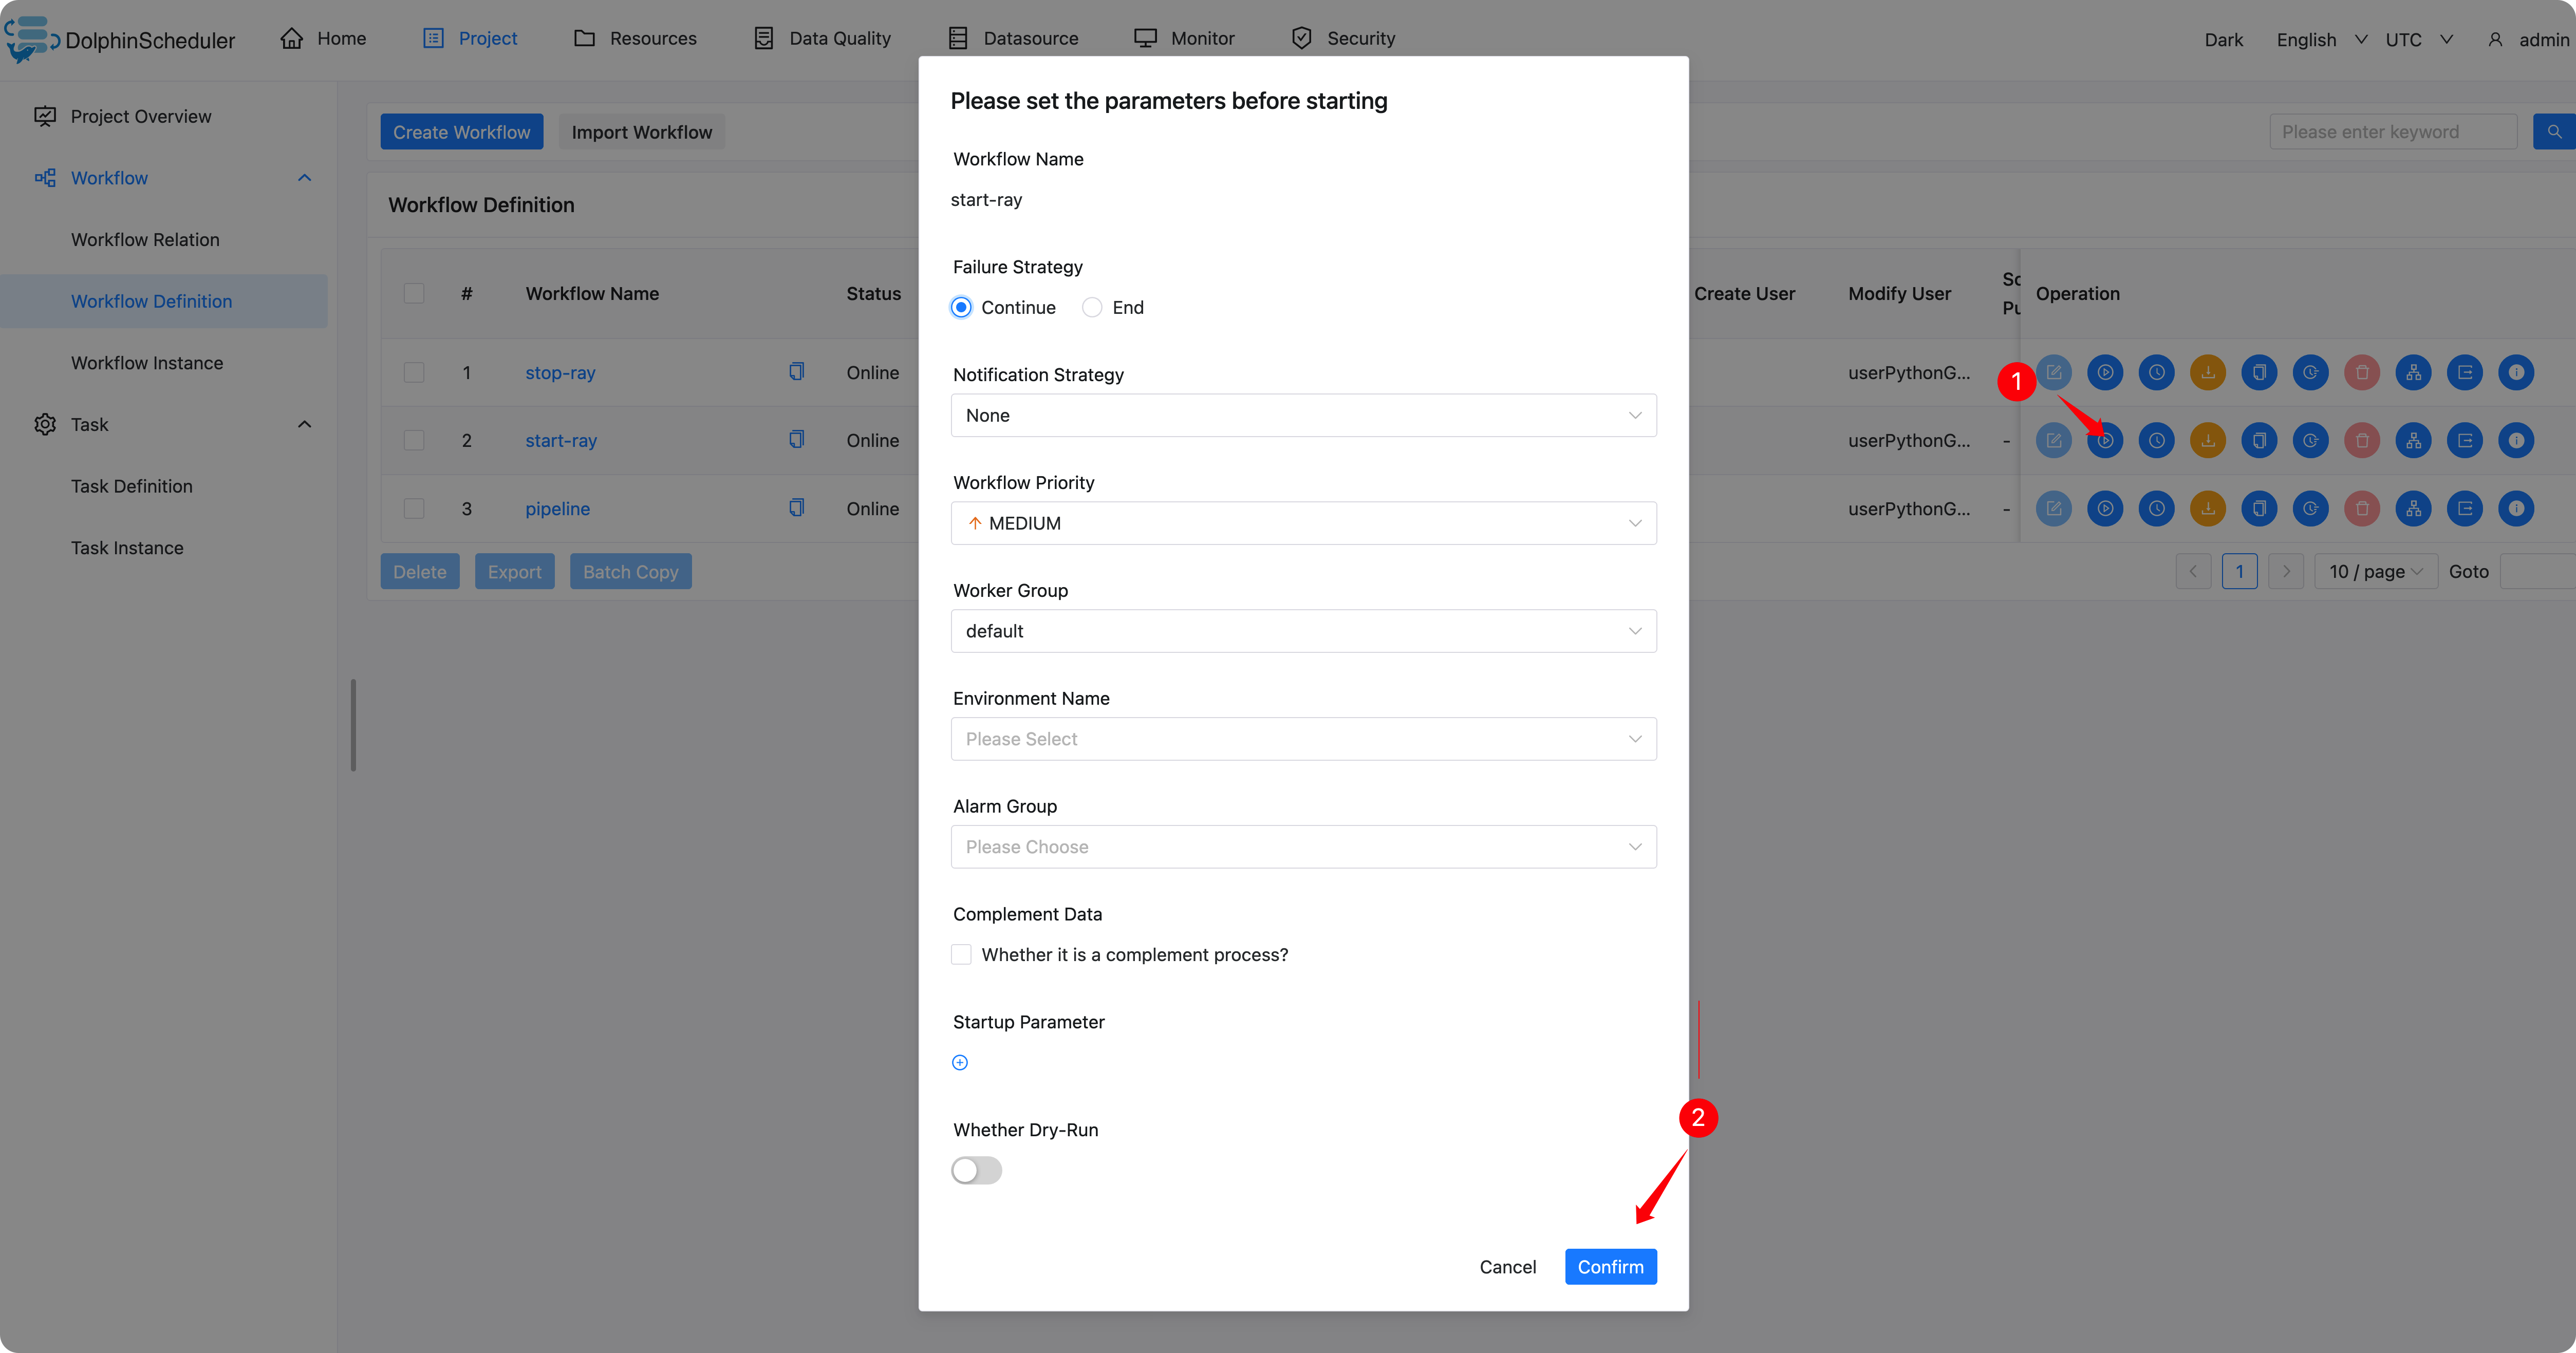 DolphinScheduler Home Project Resources Data Quality Datasource Monitor Security Dark English UTC admin
Project Overview
Workflow
Workflow Relation
Workflow Definition
Workflow Instance
Task
Task Definition
Task Instance
Create Workflow Import Workflow Please enter keyword
Workflow Definition
# Workflow Name Status Create User Modify User Operation
1 stop-ray Online userPythonG...
2 start-ray Online userPythonG... -
3 pipeline Online userPythonG... -
Delete Export Batch Copy 1 10 / page Goto
Please set the parameters before starting
Workflow Name
start-ray
Failure Strategy
Continue End
Notification Strategy
None
Workflow Priority
MEDIUM
Worker Group
default
Environment Name
Please Select
Alarm Group
Please Choose
Complement Data
Whether it is a complement process?
Startup Parameter
Whether Dry-Run
Cancel Confirm
1
2